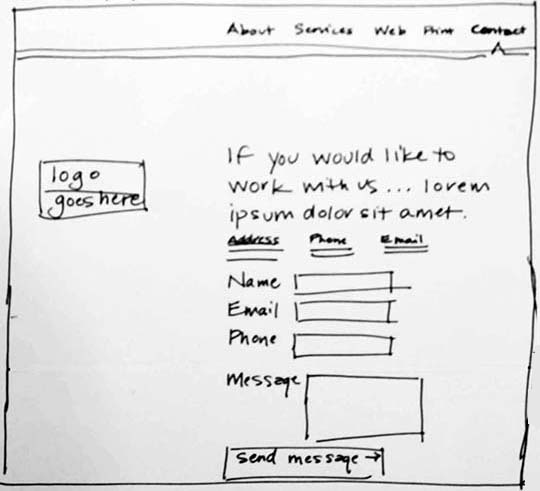 About Services Web Print Contact
logo
goes here
If you would like to
work with us... lorem
ipsum dolor sit amet.
Address Phone Email
Name
Email
Phone
Message
Send message →